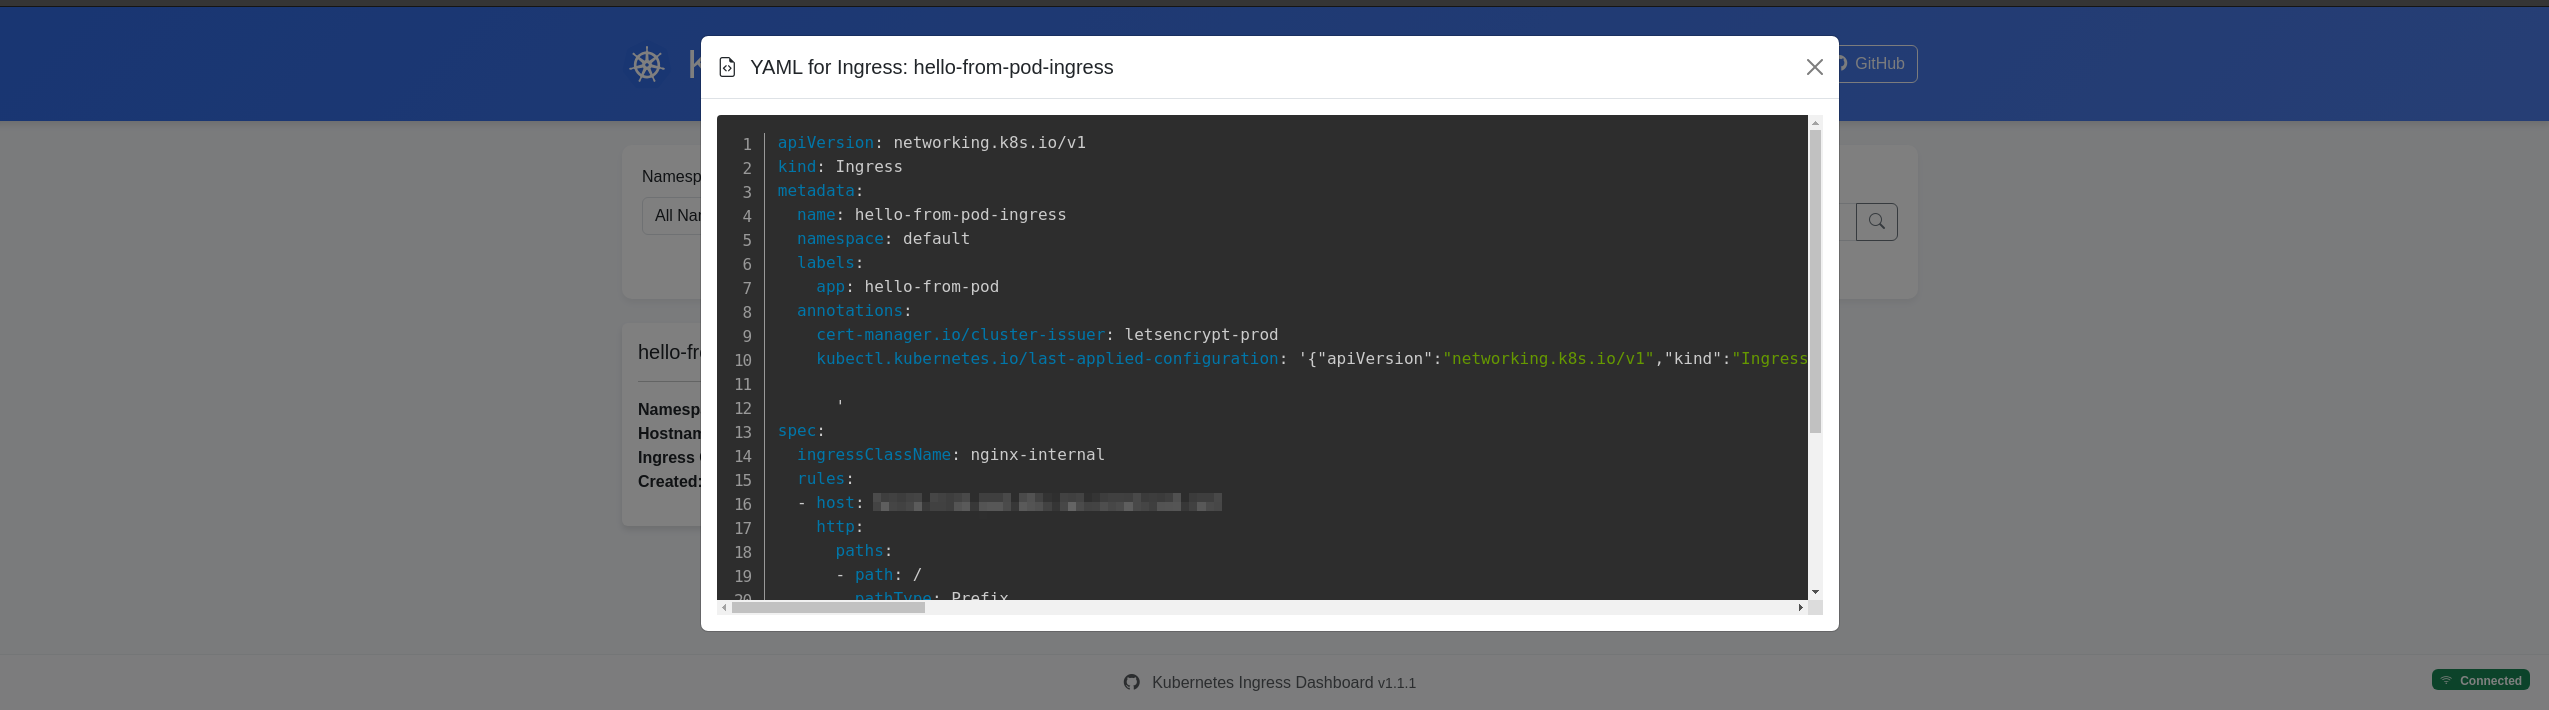 K
GitHub
YAML for Ingress: hello-from-pod-ingress
Namesp
All Nar
hello-fr
Namesp
Hostnam
Ingress
Created:
1 apiVersion: networking.k8s.io/v1
2 kind: Ingress
3 metadata:
4   name: hello-from-pod-ingress
5   namespace: default
6   labels:
7     app: hello-from-pod
8   annotations:
9     cert-manager.io/cluster-issuer: letsencrypt-prod
10     kubectl.kubernetes.io/last-applied-configuration: '{"apiVersion":"networking.k8s.io/v1","kind":"Ingress
11
12       '
13 spec:
14   ingressClassName: nginx-internal
15   rules:
16   - host:
17     http:
18       paths:
19       - path: /
20         pathType: Prefix
Kubernetes Ingress Dashboard v1.1.1
Connected